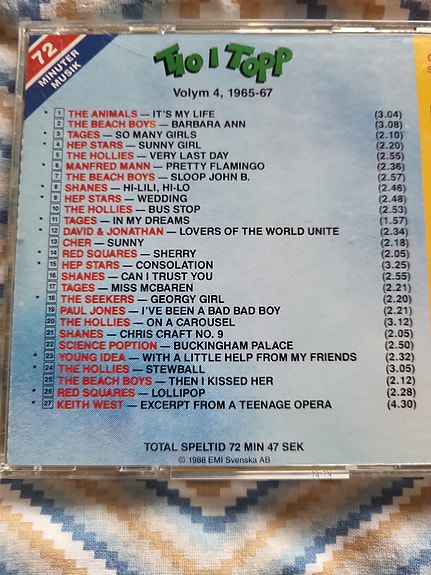 72
MINUTER
MUSIK
TIO I TOPP
Volym 4, 1965-67
• 1 THE ANIMALS — IT'S MY LIFE (3.04)
2 THE BEACH BOYS — BARBARA ANN (3.08)
• 3 TAGES — SO MANY GIRLS (2.10)
• 4 HEP STARS — SUNNY GIRL (2.20)
5 THE HOLLIES — VERY LAST DAY (2.55)
• 6 MANFRED MANN — PRETTY FLAMINGO (2.36)
• 7 THE BEACH BOYS — SLOOP JOHN B. (2.57)
• 8 SHANES — HI-LILI, HI-LO (2.46)
• 9 HEP STARS — WEDDING (2.48)
10 THE HOLLIES — BUS STOP (2.53)
• 11 TAGES — IN MY DREAMS (1.57)
• 12 DAVID & JONATHAN — LOVERS OF THE WORLD UNITE (2.34)
13 CHER — SUNNY (2.18)
• 14 RED SQUARES — SHERRY (2.05)
• 15 HEP STARS — CONSOLATION (3.25)
16 SHANES — CAN I TRUST YOU (2.55)
17 TAGES — MISS MCBAREN (2.21)
• 18 THE SEEKERS — GEORGY GIRL (2.20)
19 PAUL JONES — I'VE BEEN A BAD BAD BOY (2.21)
20 THE HOLLIES — ON A CAROUSEL (3.12)
21 SHANES — CHRIS CRAFT NO. 9 (2.05)
22 SCIENCE POPTION — BUCKINGHAM PALACE (2.50)
• 23 YOUNG IDEA — WITH A LITTLE HELP FROM MY FRIENDS (2.32)
• 24 THE HOLLIES — STEWBALL (3.05)
25 THE BEACH BOYS — THEN I KISSED HER (2.12)
• 26 RED SQUARES — LOLLIPOP (2.28)
• 27 KEITH WEST — EXCERPT FROM A TEENAGE OPERA (4.30)
TOTAL SPELTID 72 MIN 47 SEK
© 1988 EMI Svenska AB